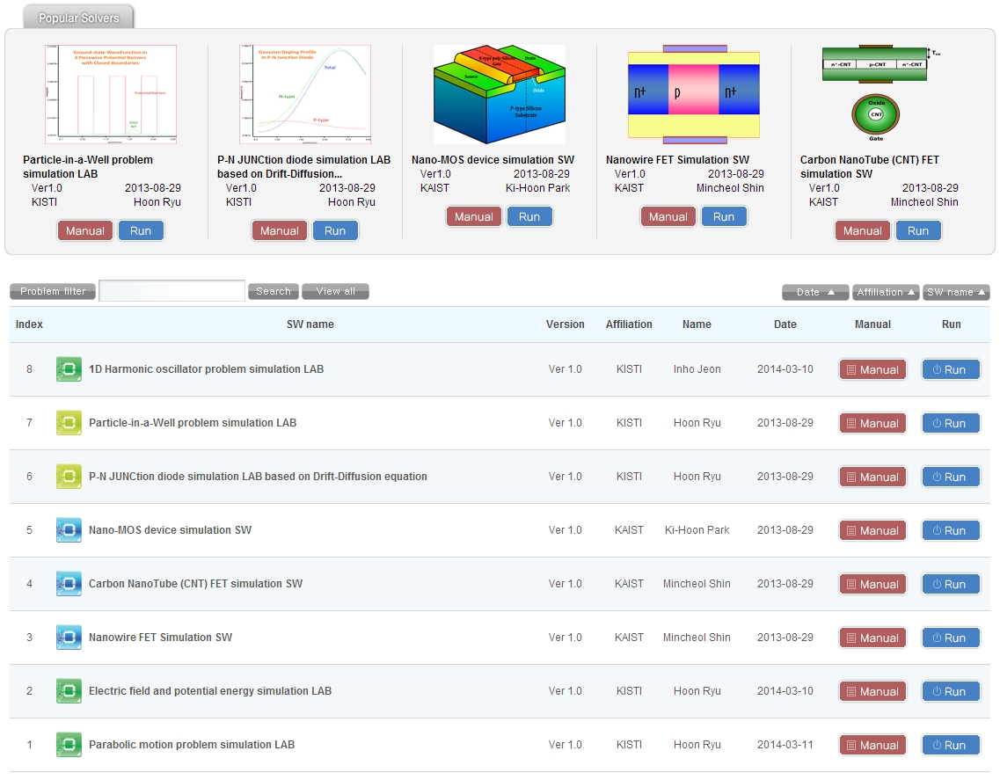 Popular Solvers
Ground-state WaveFunction in
3 Piecewise Potential Barriers
with Closed Boundaries
Potential Barriers
GND
WF
Gaussian Doping Profile
In P-N Junction Diode
Total
N-type
P-type
N-type poly-Silicon
Gate
Drain
Source
Oxide
P-type Silicon
Substrate
n+ p n+
n⁺-CNT p-CNT n⁺-CNT
Oxide
CNT
Gate
Particle-in-a-Well problem
simulation LAB
Ver1.0 2013-08-29
KISTI Hoon Ryu
Manual Run
P-N JUNCtion diode simulation LAB
based on Drift-Diffusion...
Ver1.0 2013-08-29
KISTI Hoon Ryu
Manual Run
Nano-MOS device simulation SW
Ver1.0 2013-08-29
KAIST Ki-Hoon Park
Manual Run
Nanowire FET Simulation SW
Ver1.0 2013-08-29
KAIST Mincheol Shin
Manual Run
Carbon NanoTube (CNT) FET
simulation SW
Ver1.0 2013-08-29
KAIST Mincheol Shin
Manual Run
Problem filter Search View all Date ▲ Affiliation ▲ SW name ▲
Index SW name Version Affiliation Name Date Manual Run
8 1D Harmonic oscillator problem simulation LAB Ver 1.0 KISTI Inho Jeon 2014-03-10 Manual Run
7 Particle-in-a-Well problem simulation LAB Ver 1.0 KISTI Hoon Ryu 2013-08-29 Manual Run
6 P-N JUNCtion diode simulation LAB based on Drift-Diffusion equation Ver 1.0 KISTI Hoon Ryu 2013-08-29 Manual Run
5 Nano-MOS device simulation SW Ver 1.0 KAIST Ki-Hoon Park 2013-08-29 Manual Run
4 Carbon NanoTube (CNT) FET simulation SW Ver 1.0 KAIST Mincheol Shin 2013-08-29 Manual Run
3 Nanowire FET Simulation SW Ver 1.0 KAIST Mincheol Shin 2013-08-29 Manual Run
2 Electric field and potential energy simulation LAB Ver 1.0 KISTI Hoon Ryu 2014-03-10 Manual Run
1 Parabolic motion problem simulation LAB Ver 1.0 KISTI Hoon Ryu 2014-03-11 Manual Run